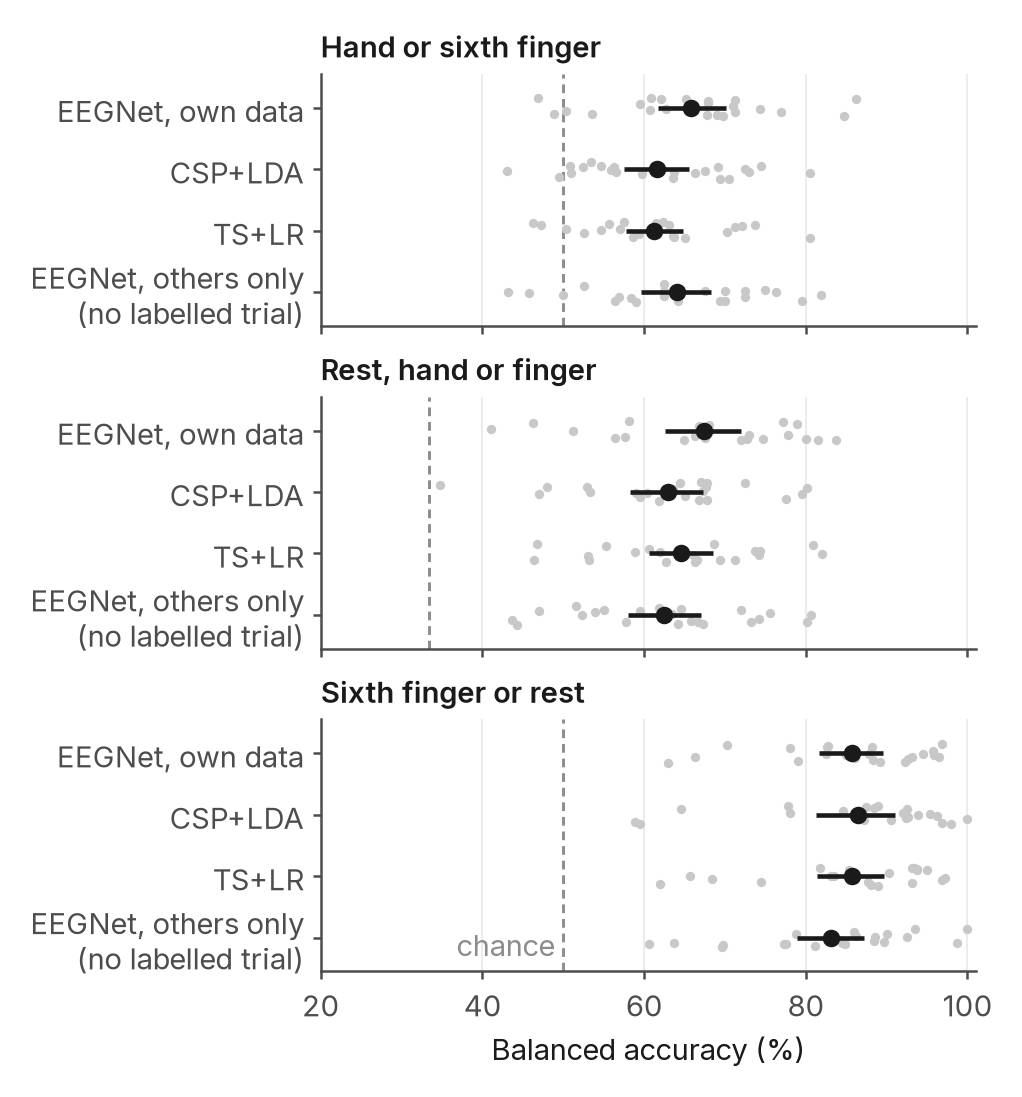 Hand or sixth finger
EEGNet, own data
CSP+LDA
TS+LR
EEGNet, others only
(no labelled trial)
Rest, hand or finger
EEGNet, own data
CSP+LDA
TS+LR
EEGNet, others only
(no labelled trial)
Sixth finger or rest
EEGNet, own data
CSP+LDA
TS+LR
EEGNet, others only
(no labelled trial)
chance
20 40 60 80 100
Balanced accuracy (%)